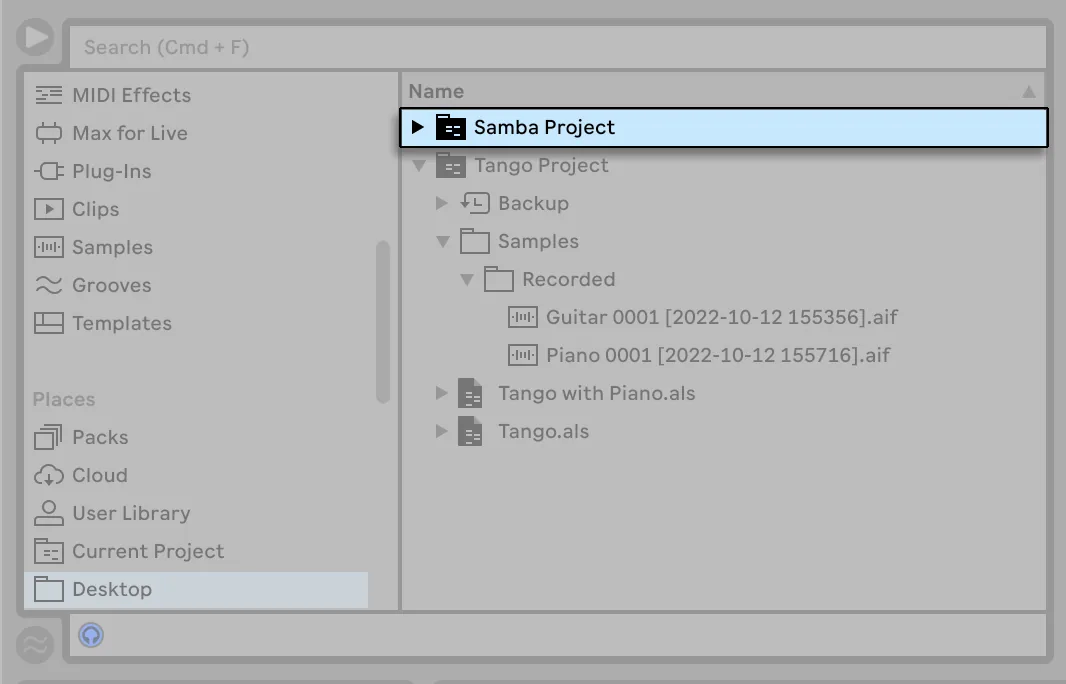 Search (Cmd + F)
MIDI Effects
Max for Live
Plug-Ins
Clips
Samples
Grooves
Templates
Places
Packs
Cloud
User Library
Current Project
Desktop
Name
Samba Project
Tango Project
Backup
Samples
Recorded
Guitar 0001 [2022-10-12 155356].aif
Piano 0001 [2022-10-12 155716].aif
Tango with Piano.als
Tango.als